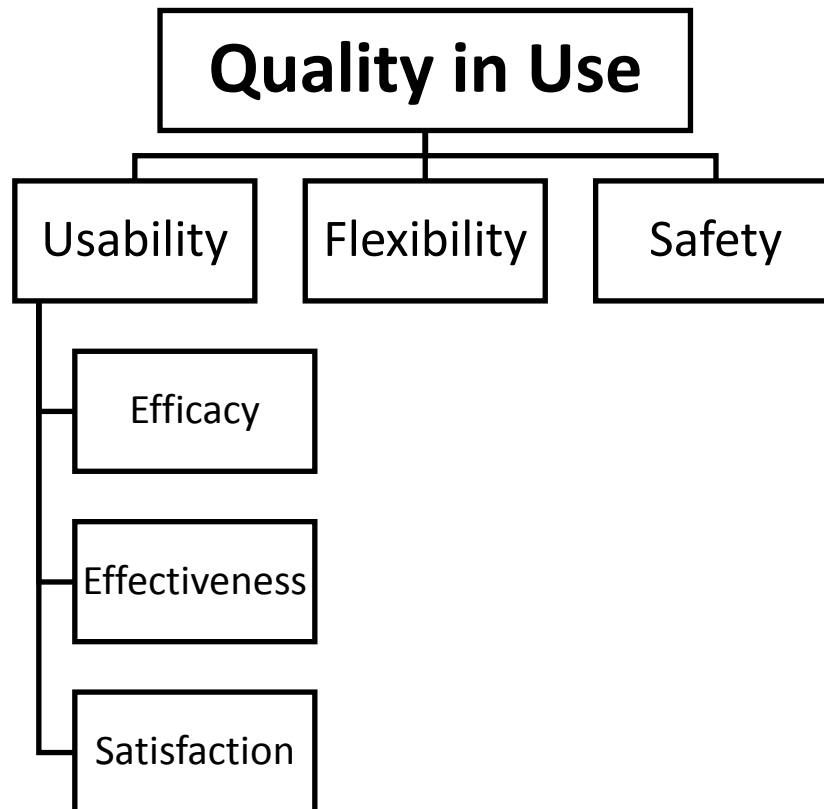 Quality in Use
Usability
Flexibility
Safety
Efficacy
Effectiveness
Satisfaction